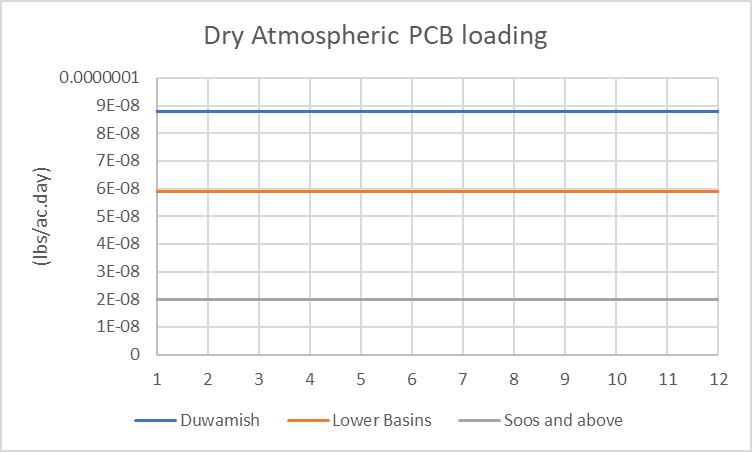 Dry Atmospheric PCB loading
(lbs/ac.day)
0.0000001
9E-08
8E-08
7E-08
6E-08
5E-08
4E-08
3E-08
2E-08
1E-08
0
1 2 3 4 5 6 7 8 9 10 11 12
Duwamish Lower Basins Soos and above